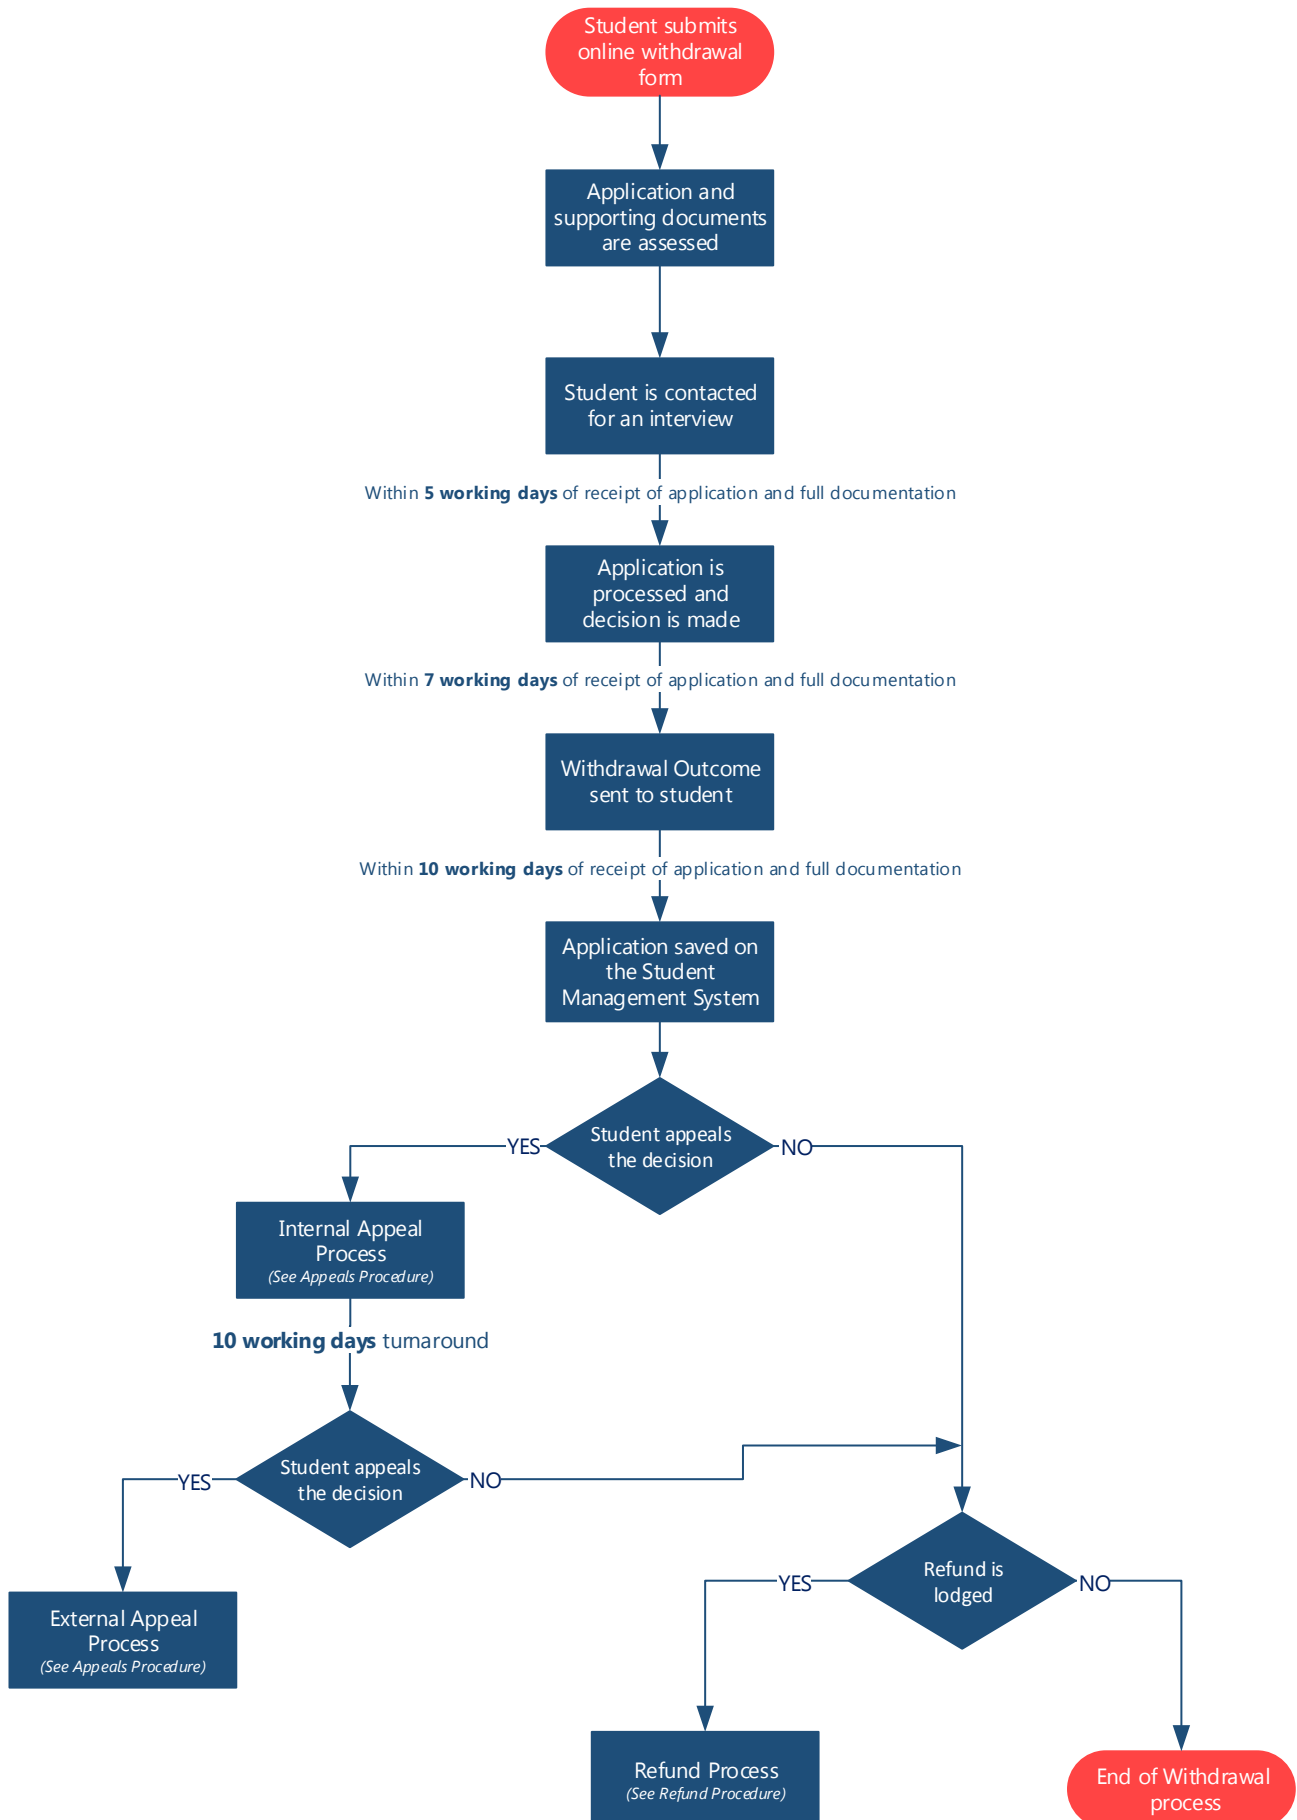 Student submits
online withdrawal
form
Application and
supporting documents
are assessed
Student is contacted
for an interview
Within 5 working days of receipt of application and full documentation
Application is
processed and
decision is made
Within 7 working days of receipt of application and full documentation
Withdrawal Outcome
sent to student
Within 10 working days of receipt of application and full documentation
Application saved on
the Student
Management System
Student appeals
the decision
YES
NO
Internal Appeal
Process
(See Appeals Procedure)
10 working days turnaround
Student appeals
the decision
YES
NO
External Appeal
Process
(See Appeals Procedure)
Refund is
lodged
YES
NO
Refund Process
(See Refund Procedure)
End of Withdrawal
process